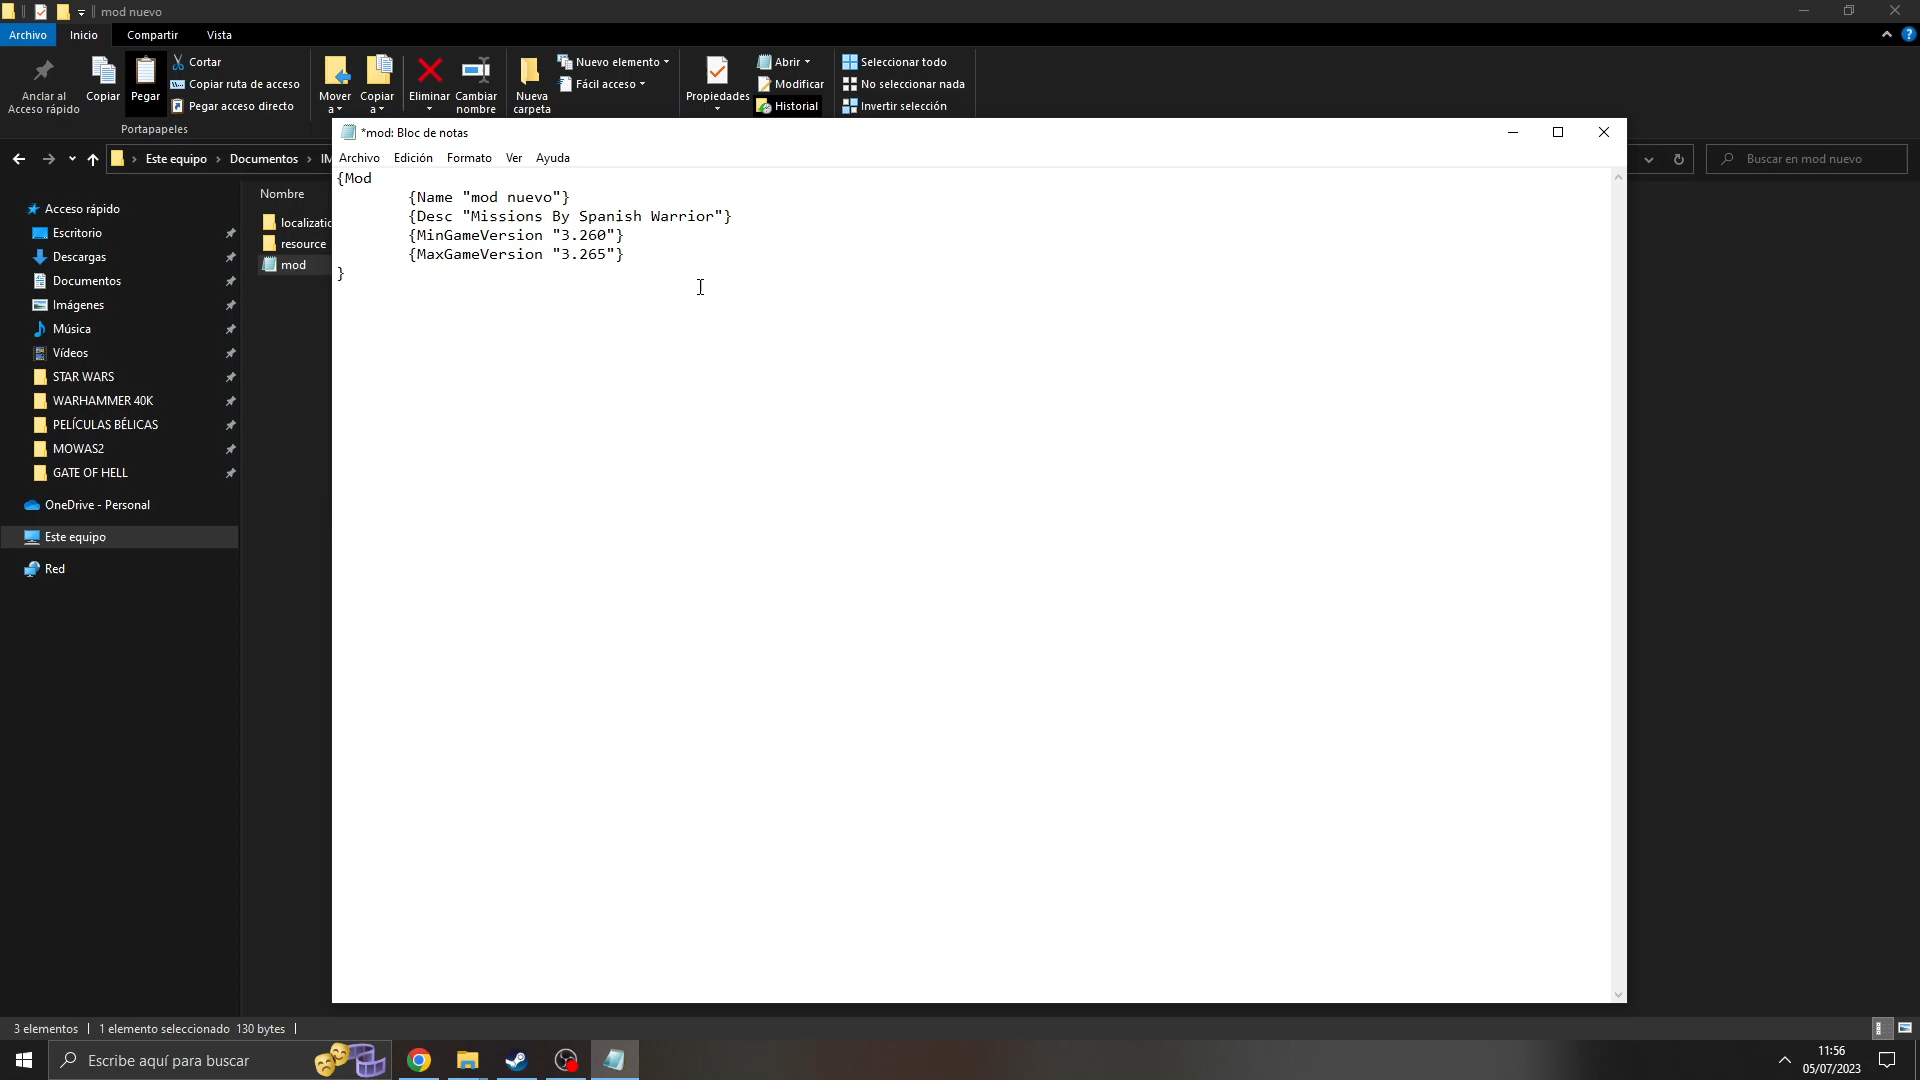 mod nuevo
Archivo
Inicio
Compartir
Vista
Anclar al
Acceso rápido
Copiar
Pegar
Cortar
Copiar ruta de acceso
Pegar acceso directo
Portapapeles
Mover
a
Copiar
a
Eliminar
Cambiar
nombre
Nueva
carpeta
Nuevo elemento
Fácil acceso
Propiedades
Abrir
Modificar
Historial
Seleccionar todo
No seleccionar nada
Invertir selección
Este equipo
Documentos
Buscar en mod nuevo
*mod: Bloc de notas
Archivo Edición Formato Ver Ayuda
{Mod
{Name "mod nuevo"}
{Desc "Missions By Spanish Warrior"}
{MinGameVersion "3.260"}
{MaxGameVersion "3.265"}
}
Acceso rápido
Escritorio
Descargas
Documentos
Imágenes
Música
Vídeos
STAR WARS
WARHAMMER 40K
PELÍCULAS BÉLICAS
MOWAS2
GATE OF HELL
OneDrive - Personal
Este equipo
Red
Nombre
resource
mod
3 elementos
1 elemento seleccionado 130 bytes
Escribe aquí para buscar
11:56
05/07/2023